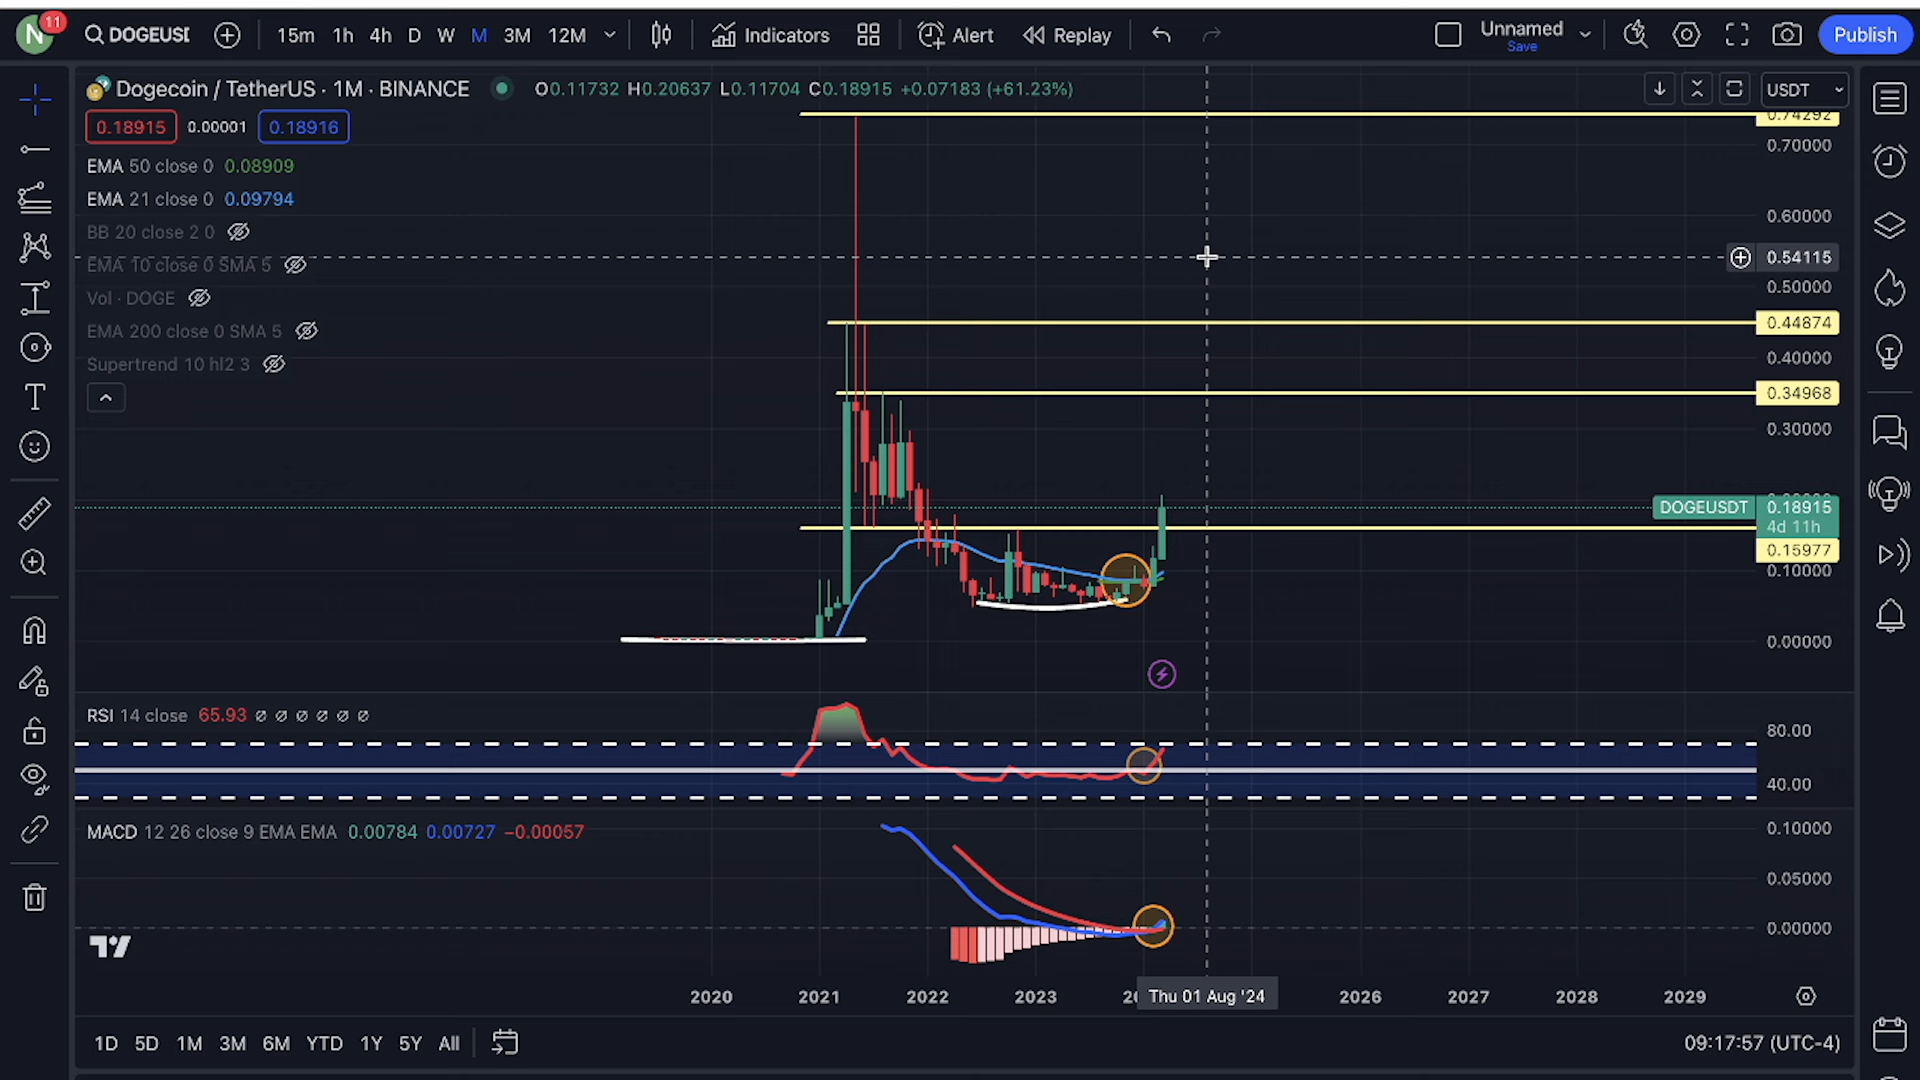 N 11 DOGEUSI 15m 1h 4h D W M 3M 12M Indicators Alert Replay Unnamed Save Publish
Dogecoin / TetherUS · 1M · BINANCE O0.11732 H0.20637 L0.11704 C0.18915 +0.07183 (+61.23%) USDT
0.18915 0.00001 0.18916
0.74292
0.70000
EMA 50 close 0 0.08909
EMA 21 close 0 0.09794
0.60000
BB 20 close 2 0
0.54115
EMA 10 close 0 SMA 5
0.50000
Vol · DOGE
0.44874
EMA 200 close 0 SMA 5
0.40000
Supertrend 10 hl2 3
0.34968
0.30000
DOGEUSDT 0.18915
4d 11h
0.15977
0.10000
0.00000
RSI 14 close 65.93 ∅ ∅ ∅ ∅ ∅ ∅
80.00
40.00
MACD 12 26 close 9 EMA EMA 0.00784 0.00727 −0.00057
0.10000
0.05000
0.00000
2020 2021 2022 2023 Thu 01 Aug '24 2026 2027 2028 2029
1D 5D 1M 3M 6M YTD 1Y 5Y All 09:17:57 (UTC-4)